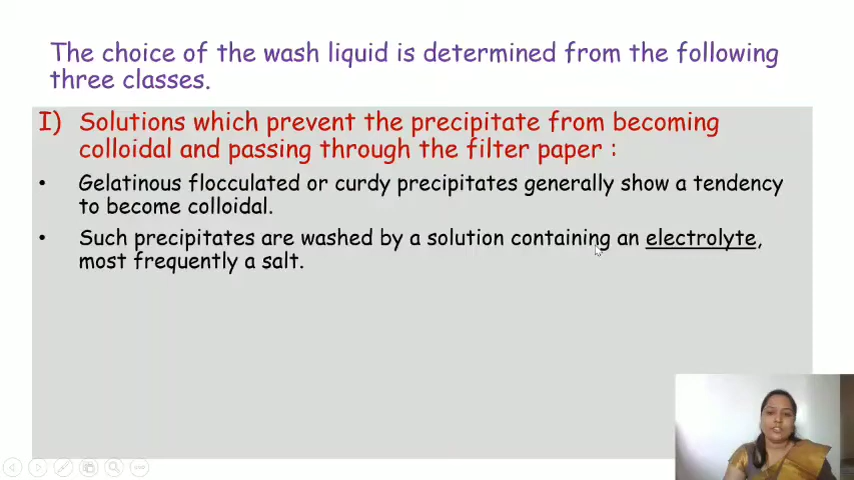 The choice of the wash liquid is determined from the following
three classes.
I) Solutions which prevent the precipitate from becoming
colloidal and passing through the filter paper :
• Gelatinous flocculated or curdy precipitates generally show a tendency
to become colloidal.
• Such precipitates are washed by a solution containing an electrolyte,
most frequently a salt.